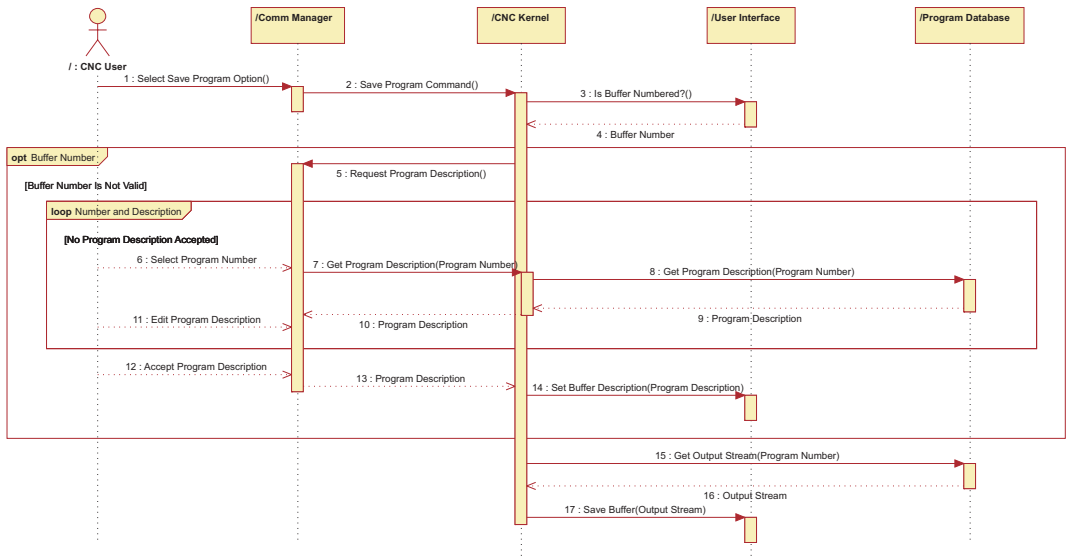 /Comm Manager
/CNC Kernel
/User Interface
/Program Database
/ : CNC User
1 : Select Save Program Option()
2 : Save Program Command()
3 : Is Buffer Numbered?()
4 : Buffer Number
opt Buffer Number
5 : Request Program Description()
[Buffer Number Is Not Valid]
loop Number and Description
[No Program Description Accepted]
6 : Select Program Number
7 : Get Program Description(Program Number)
8 : Get Program Description(Program Number)
9 : Program Description
10 : Program Description
11 : Edit Program Description
12 : Accept Program Description
13 : Program Description
14 : Set Buffer Description(Program Description)
15 : Get Output Stream(Program Number)
16 : Output Stream
17 : Save Buffer(Output Stream)